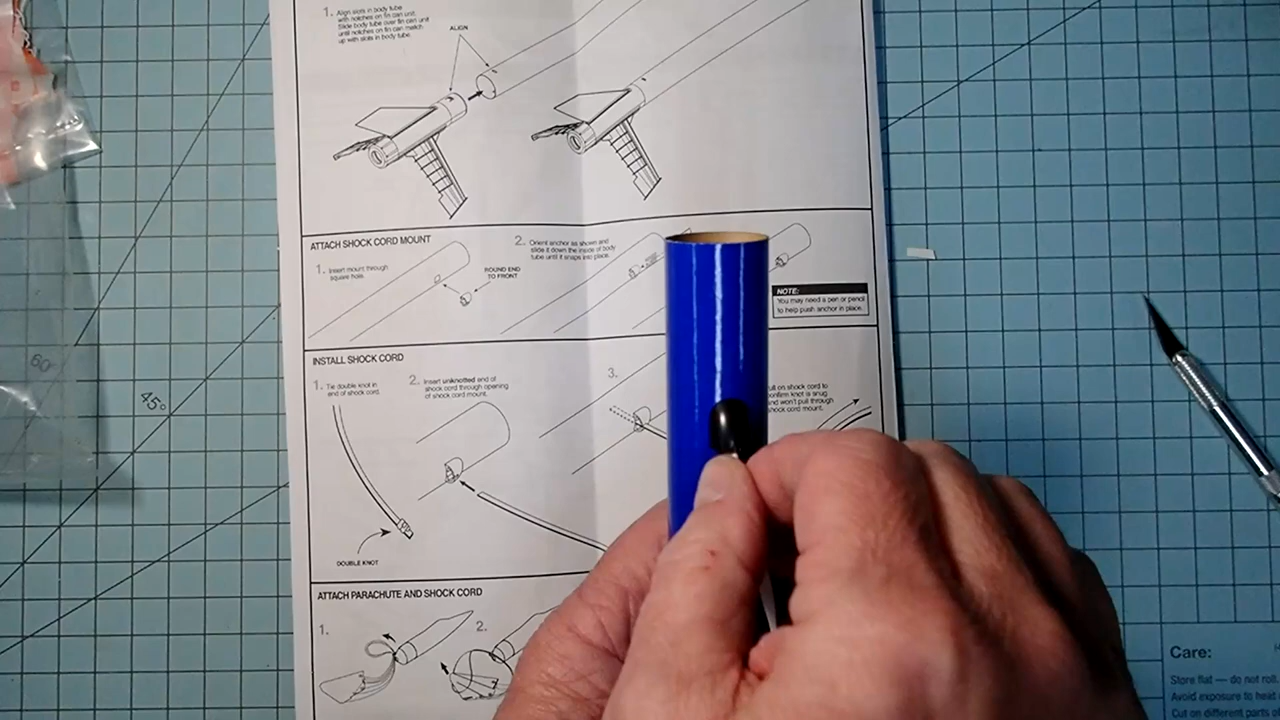 1. Align slots in body tube
with notches on fin can unit.
Slide body tube over fin can unit
until notches on fin can match
up with slots in body tube.
ALIGN
ATTACH SHOCK CORD MOUNT
1. Insert mount through
square hole.
ROUND END
TO FRONT
2. Orient anchor as shown and
slide it down the inside of body
tube until it snaps into place.
NOTE:
You may need a pen or pencil
to help push anchor in place.
INSTALL SHOCK CORD
1. Tie double knot in
end of shock cord.
DOUBLE KNOT
2. Insert unknotted end of
shock cord through opening
of shock cord mount.
3.
ull on shock cord to
onfirm knot is snug
nd won't pull through
hock cord mount.
ATTACH PARACHUTE AND SHOCK CORD
1.
2.
60
45°
Care:
Store flat — do not roll.
Avoid exposure to heat
Cut on different parts of